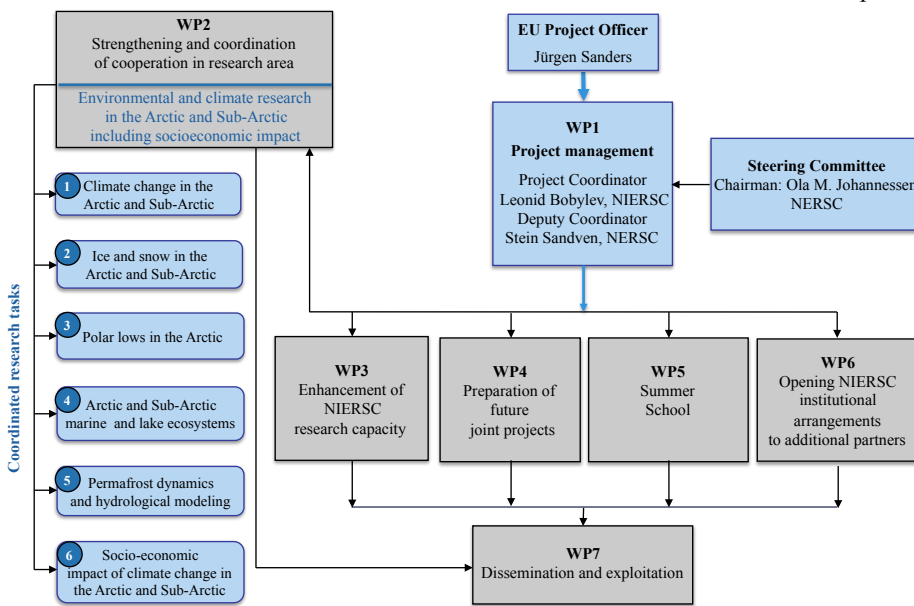 WP2
Strengthening and coordination
of cooperation in research area
Environmental and climate research
in the Arctic and Sub-Arctic
including socioeconomic impact
EU Project Officer
Jürgen Sanders
WP1
Project management
Project Coordinator
Leonid Bobylev, NIERSC
Deputy Coordinator
Stein Sandven, NERSC
Steering Committee
Chairman: Ola M. Johannessen
NERSC
Coordinated research tasks
1
Climate change in the
Arctic and Sub-Arctic
2
Ice and snow in the
Arctic and Sub-Arctic
3
Polar lows in the Arctic
4
Arctic and Sub-Arctic
marine and lake ecosystems
5
Permafrost dynamics
and hydrological modeling
6
Socio-economic
impact of climate change in
the Arctic and Sub-Arctic
WP3
Enhancement of
NIERSC
research capacity
WP4
Preparation of
future
joint projects
WP5
Summer
School
WP6
Opening NIERSC
institutional
arrangements
to additional partners
WP7
Dissemination and exploitation